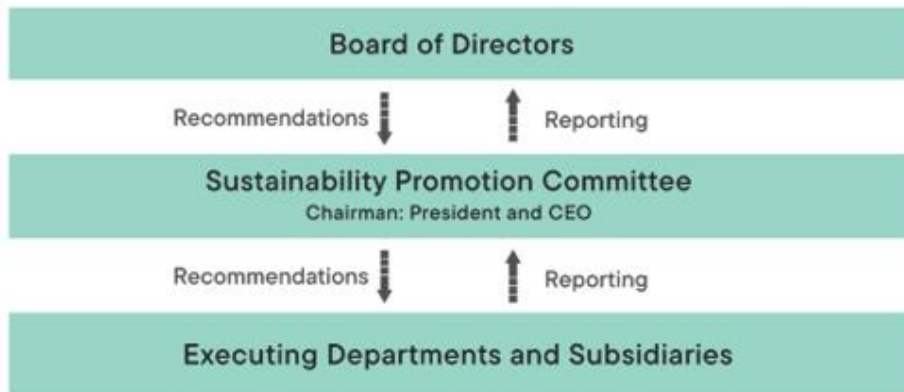 Board of Directors
Recommendations
Reporting
Sustainability Promotion Committee
Chairman: President and CEO
Recommendations
Reporting
Executing Departments and Subsidiaries